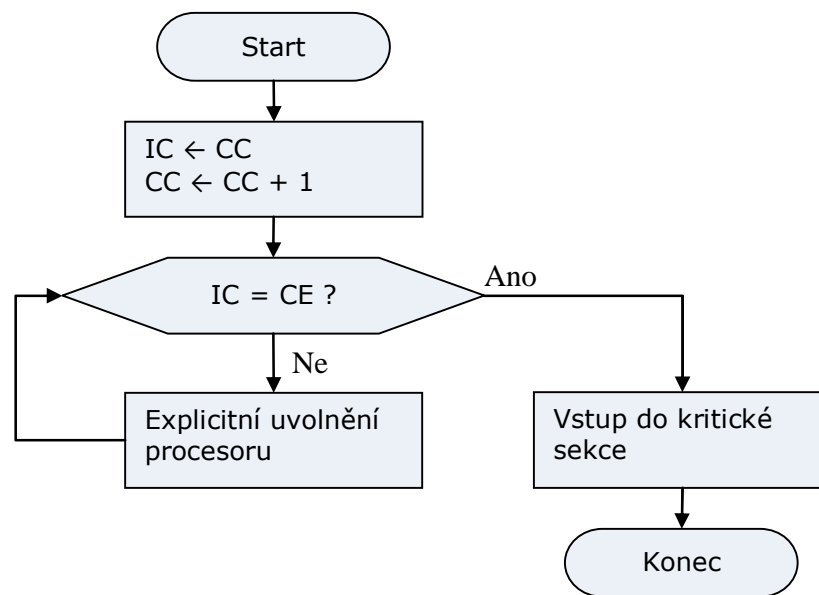 Start
IC ← CC
CC ← CC + 1
IC = CE ?
Ano
Ne
Explicitní uvolnění
procesoru
Vstup do kritické
sekce
Konec